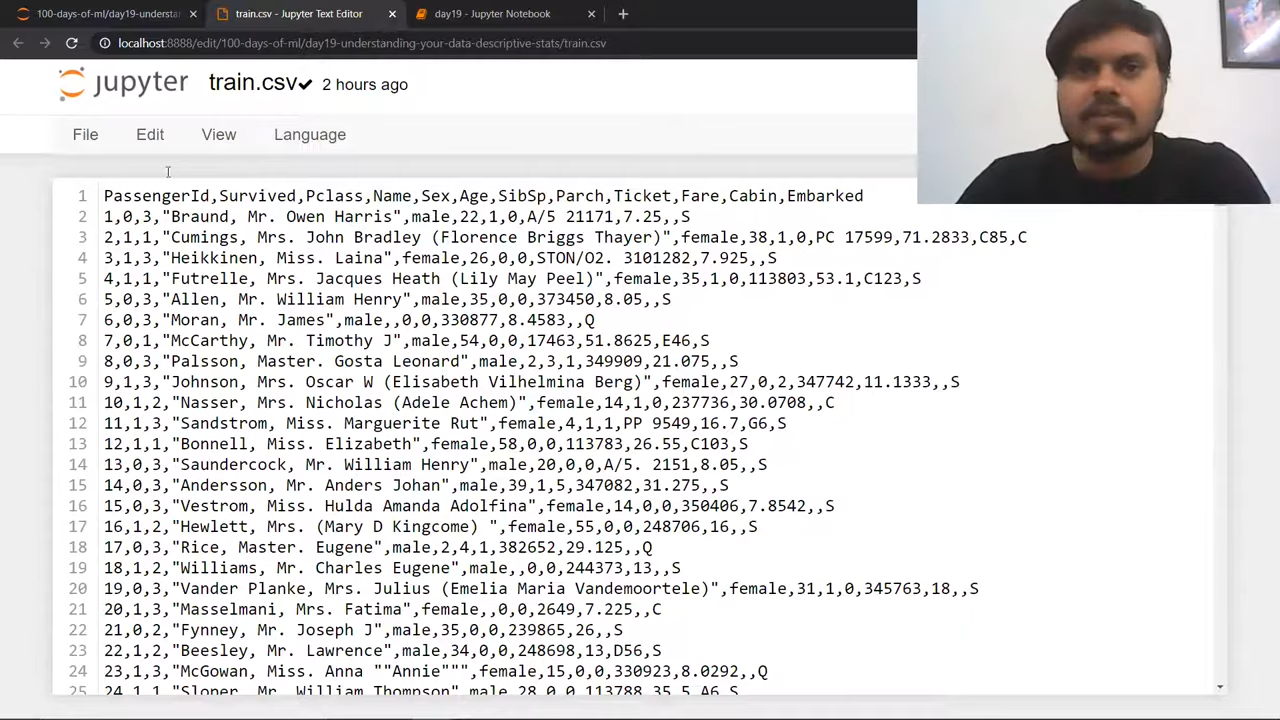 100-days-of-ml/day19-understa
train.csv - Jupyter Text Editor
day19 - Jupyter Notebook
localhost:8888/edit/100-days-of-ml/day19-understanding-your-data-descriptive-stats/train.csv
jupyter train.csv 2 hours ago
File Edit View Language
1 PassengerId,Survived,Pclass,Name,Sex,Age,SibSp,Parch,Ticket,Fare,Cabin,Embarked
2 1,0,3,"Braund, Mr. Owen Harris",male,22,1,0,A/5 21171,7.25,,S
3 2,1,1,"Cumings, Mrs. John Bradley (Florence Briggs Thayer)",female,38,1,0,PC 17599,71.2833,C85,C
4 3,1,3,"Heikkinen, Miss. Laina",female,26,0,0,STON/O2. 3101282,7.925,,S
5 4,1,1,"Futrelle, Mrs. Jacques Heath (Lily May Peel)",female,35,1,0,113803,53.1,C123,S
6 5,0,3,"Allen, Mr. William Henry",male,35,0,0,373450,8.05,,S
7 6,0,3,"Moran, Mr. James",male,,0,0,330877,8.4583,,Q
8 7,0,1,"McCarthy, Mr. Timothy J",male,54,0,0,17463,51.8625,E46,S
9 8,0,3,"Palsson, Master. Gosta Leonard",male,2,3,1,349909,21.075,,S
10 9,1,3,"Johnson, Mrs. Oscar W (Elisabeth Vilhelmina Berg)",female,27,0,2,347742,11.1333,,S
11 10,1,2,"Nasser, Mrs. Nicholas (Adele Achem)",female,14,1,0,237736,30.0708,,C
12 11,1,3,"Sandstrom, Miss. Marguerite Rut",female,4,1,1,PP 9549,16.7,G6,S
13 12,1,1,"Bonnell, Miss. Elizabeth",female,58,0,0,113783,26.55,C103,S
14 13,0,3,"Saundercock, Mr. William Henry",male,20,0,0,A/5. 2151,8.05,,S
15 14,0,3,"Andersson, Mr. Anders Johan",male,39,1,5,347082,31.275,,S
16 15,0,3,"Vestrom, Miss. Hulda Amanda Adolfina",female,14,0,0,350406,7.8542,,S
17 16,1,2,"Hewlett, Mrs. (Mary D Kingcome) ",female,55,0,0,248706,16,,S
18 17,0,3,"Rice, Master. Eugene",male,2,4,1,382652,29.125,,Q
19 18,1,2,"Williams, Mr. Charles Eugene",male,,0,0,244373,13,,S
20 19,0,3,"Vander Planke, Mrs. Julius (Emelia Maria Vandemoortele)",female,31,1,0,345763,18,,S
21 20,1,3,"Masselmani, Mrs. Fatima",female,,0,0,2649,7.225,,C
22 21,0,2,"Fynney, Mr. Joseph J",male,35,0,0,239865,26,,S
23 22,1,2,"Beesley, Mr. Lawrence",male,34,0,0,248698,13,D56,S
24 23,1,3,"McGowan, Miss. Anna ""Annie""",female,15,0,0,330923,8.0292,,Q
25 24,1,1,"Sloper, Mr. William Thompson",male,28,0,0,113788,35.5,A6,S